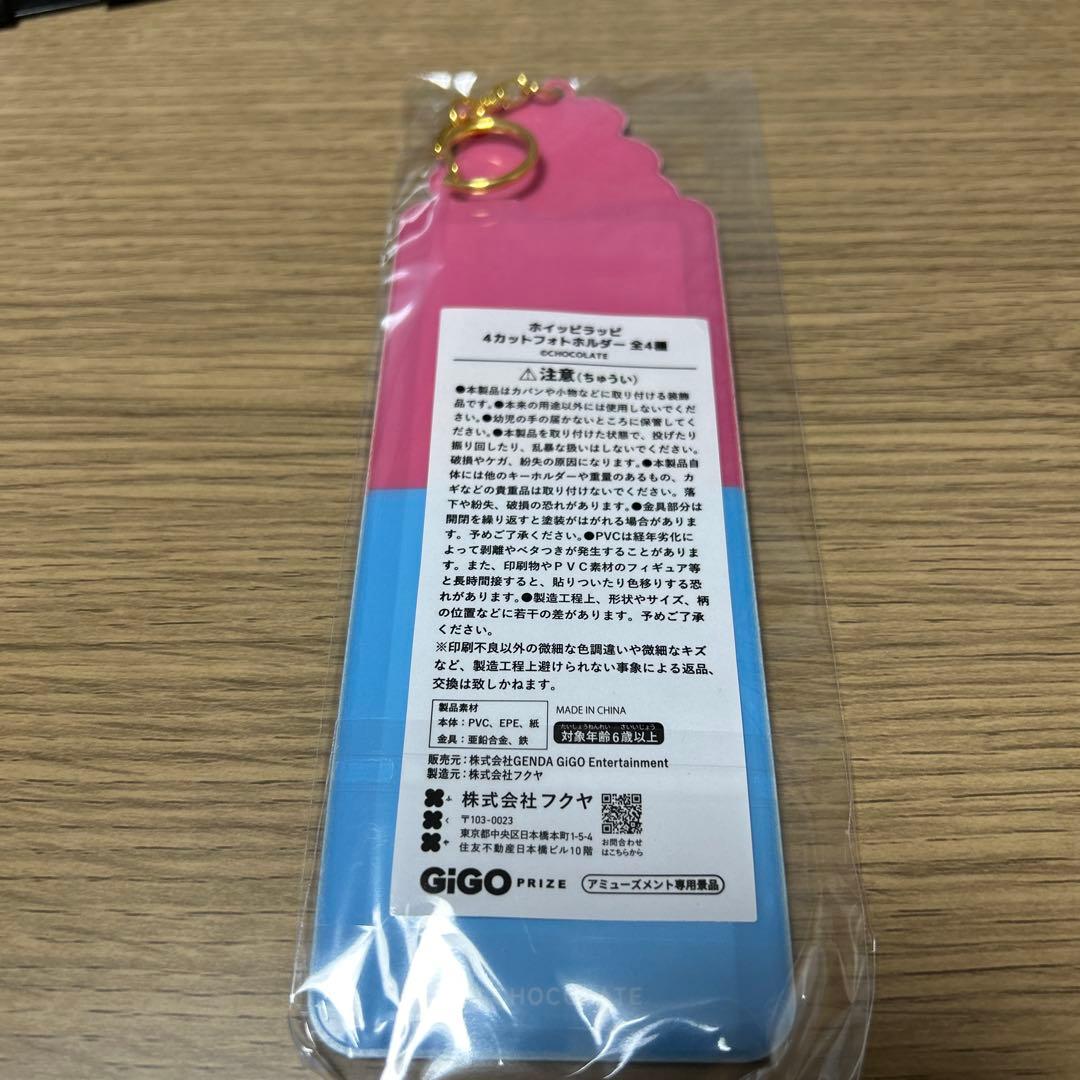 ホイッピラッピ
4カットフォトホルダー 全4種
©CHOCOLATE
⚠注意(ちゅうい)
●本製品はカバンや小物などに取り付ける装飾
品です。●本来の用途以外には使用しないでくだ
さい。●幼児の手の届かないところに保管してく
ださい。●本製品を取り付けた状態で、投げたり
振り回したり、乱暴な扱いはしないでください。
破損やケガ、紛失の原因になります。●本製品自
体には他のキーホルダーや重量のあるもの、カ
ギなどの貴重品は取り付けないでください。落
下や紛失、破損の恐れがあります。●金具部分は
開閉を繰り返すと塗装がはがれる場合がありま
す。予めご了承ください。●PVCは経年劣化に
よって剥離やベタつきが発生することがありま
す。また、印刷物やPVC素材のフィギュア等
と長時間接すると、貼りついたり色移りする恐
れがあります。●製造工程上、形状やサイズ、柄
の位置などに若干の差があります。予めご了承
ください。
※印刷不良以外の微細な色調違いや微細なキズ
など、製造工程上避けられない事象による返品、
交換は致しかねます。
製品素材
本体:PVC、EPE、紙
金具:亜鉛合金、鉄
MADE IN CHINA
たいしょうねんれい さいいじょう
対象年齢6歳以上
販売元:株式会社GENDA GiGO Entertainment
製造元:株式会社フクヤ
ふくや
株式会社フクヤ
〒103-0023
東京都中央区日本橋本町1-5-4
住友不動産日本橋ビル10階
お問合わせ
はこちらから
GiGO PRIZE
アミューズメント専用景品
CHOCOLATE